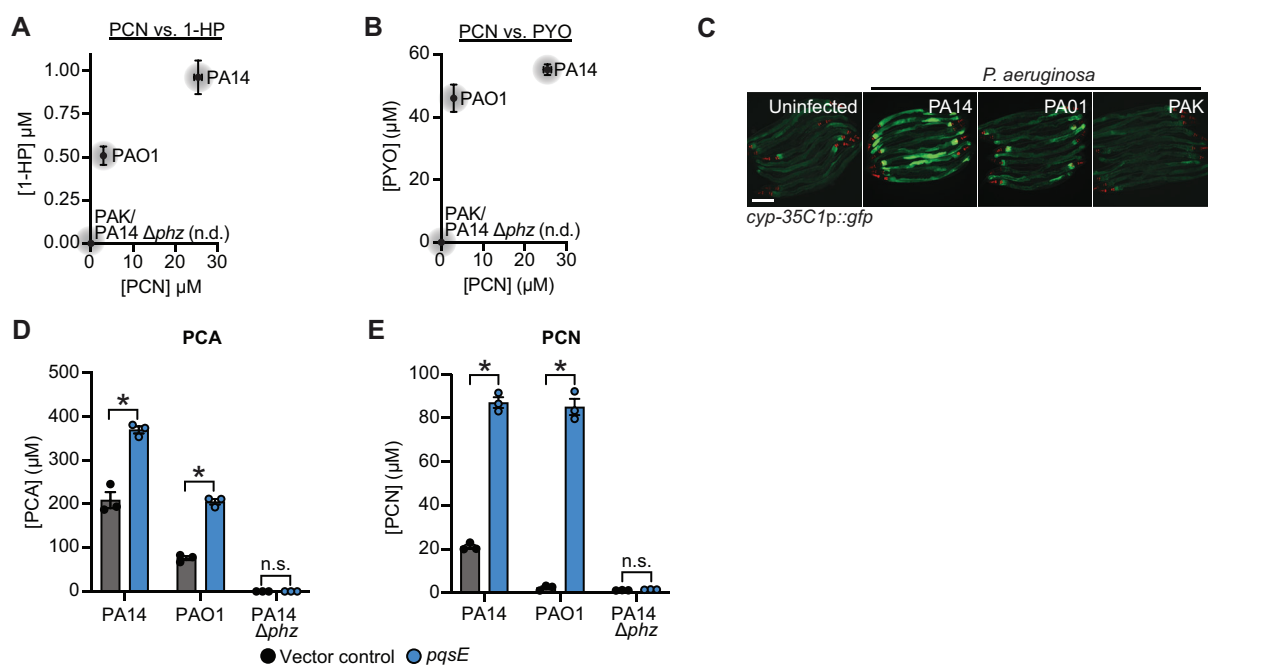 A
PCN vs. 1-HP
[1-HP] µM
1.00
0.75
0.50
0.25
0.00
PA14
PAO1
PAK/
PA14 Δphz (n.d.)
0 10 20 30
[PCN] µM
B
PCN vs. PYO
[PYO] (µM)
60
40
20
0
PAO1
PA14
PAK/
PA14 Δphz (n.d.)
0 10 20 30
[PCN] (µM)
C
P. aeruginosa
Uninfected PA14 PA01 PAK
cyp-35C1p::gfp
D
PCA
[PCA] (µM)
500
400
300
200
100
0
*
*
n.s.
PA14 PAO1 PA14
Δphz
E
PCN
[PCN] (µM)
100
80
60
40
20
0
* *
n.s.
PA14 PAO1 PA14
Δphz
Vector control pqsE